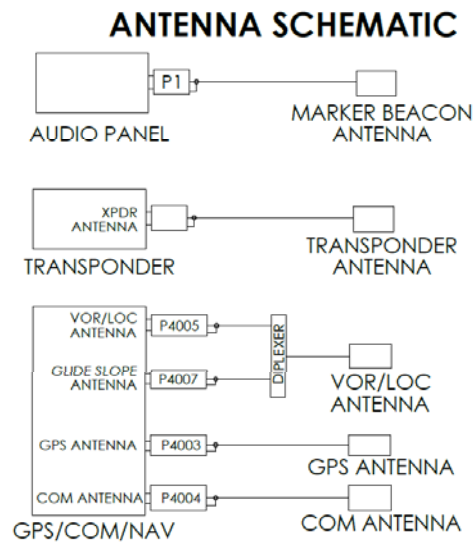 ANTENNA SCHEMATIC
P1
AUDIO PANEL
MARKER BEACON
ANTENNA
XPDR
ANTENNA
TRANSPONDER
TRANSPONDER
ANTENNA
VOR/LOC
ANTENNA
P4005
GLIDE SLOPE
ANTENNA
P4007
DIPLEXER
VOR/LOC
ANTENNA
GPS ANTENNA
P4003
GPS ANTENNA
COM ANTENNA
P4004
COM ANTENNA
GPS/COM/NAV